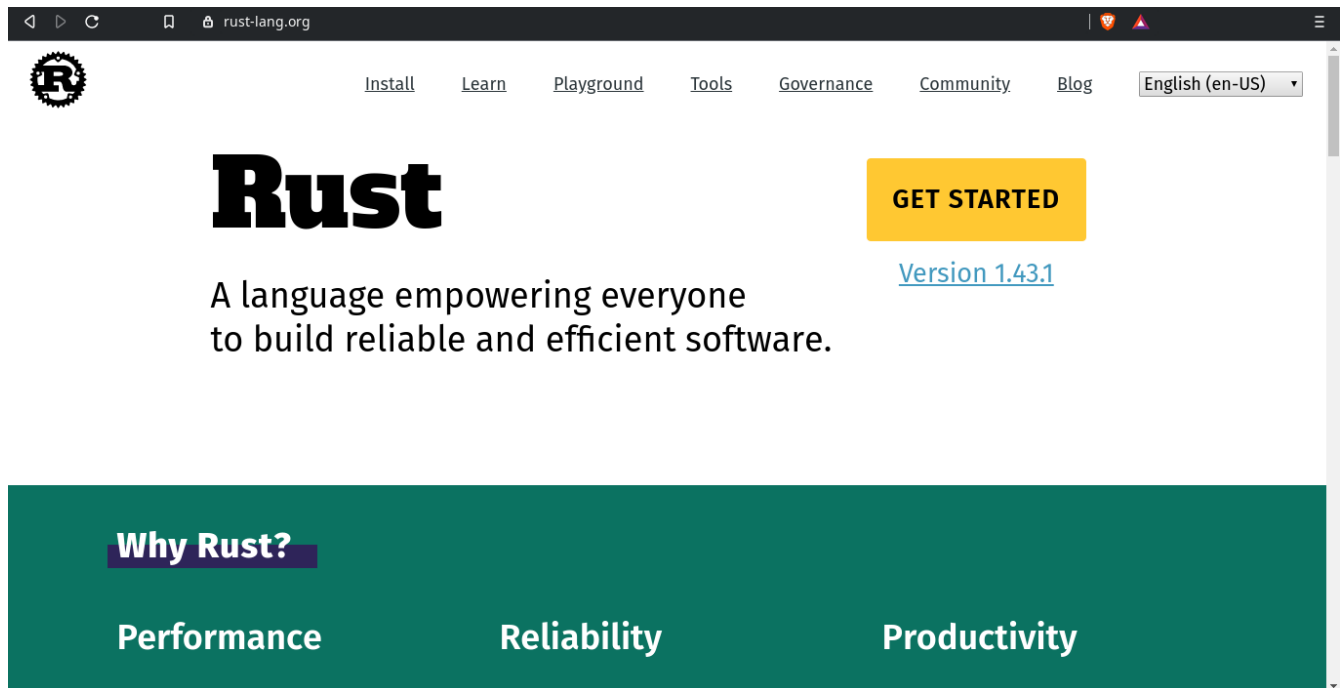 rust-lang.org
R
Install Learn Playground Tools Governance Community Blog English (en-US)
Rust
GET STARTED
Version 1.43.1
A language empowering everyone
to build reliable and efficient software.
Why Rust?
Performance Reliability Productivity